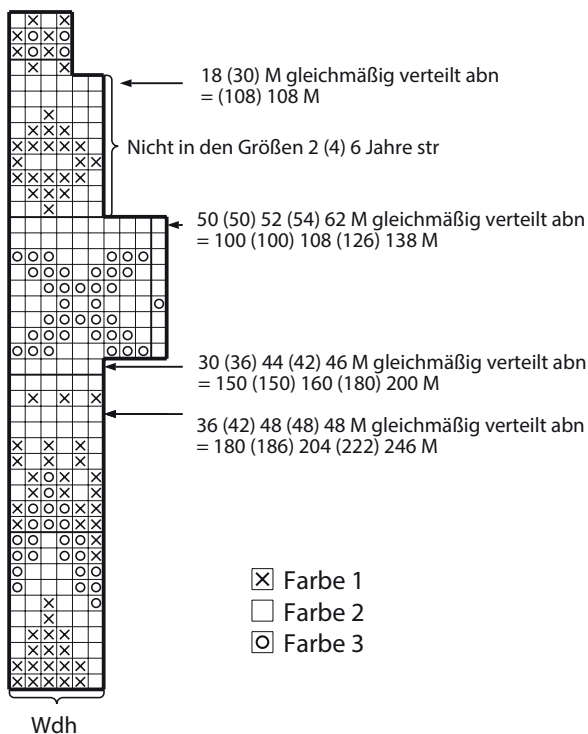 18 (30) M gleichmäßig verteilt abn
= (108) 108 M
Nicht in den Größen 2 (4) 6 Jahre str
50 (50) 52 (54) 62 M gleichmäßig verteilt abn
= 100 (100) 108 (126) 138 M
30 (36) 44 (42) 46 M gleichmäßig verteilt abn
= 150 (150) 160 (180) 200 M
36 (42) 48 (48) 48 M gleichmäßig verteilt abn
= 180 (186) 204 (222) 246 M
Farbe 1
Farbe 2
Farbe 3
Wdh